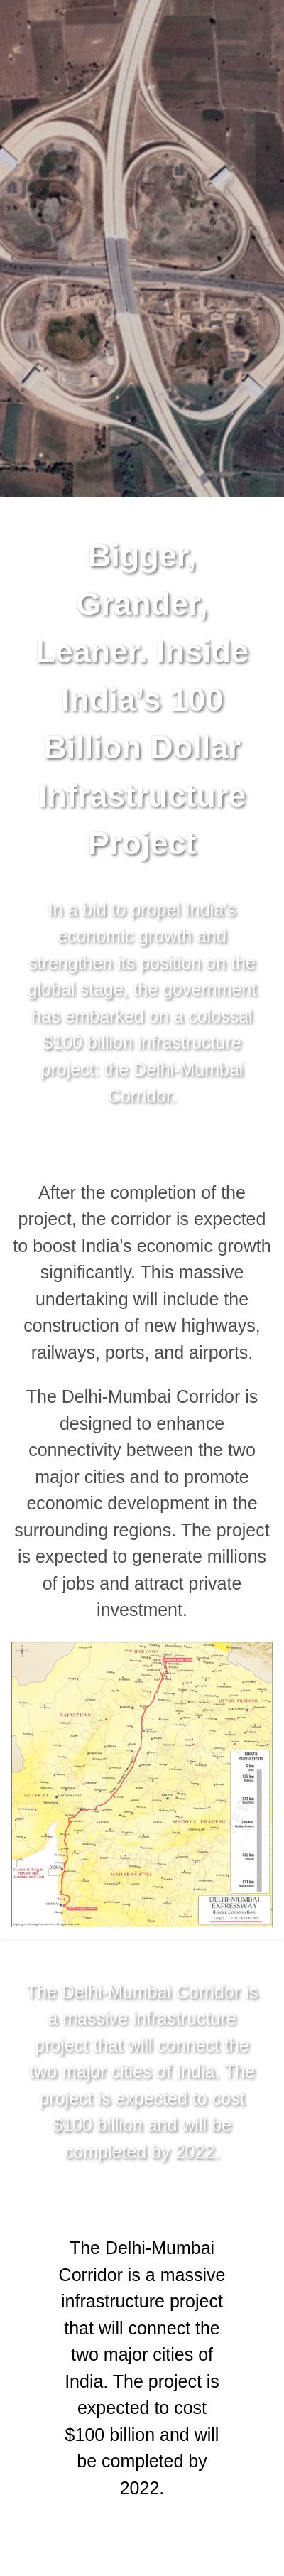 Bigger,
Grander,
Leaner. Inside
India's 100
Billion Dollar
Infrastructure
Project
In a bid to propel India's
economic growth and
strengthen its position on the
global stage, the government
has embarked on a colossal
$100 billion infrastructure
project: the Delhi-Mumbai
Corridor.
After the completion of the
project, the corridor is expected
to boost India's economic growth
significantly. This massive
undertaking will include the
construction of new highways,
railways, ports, and airports.
The Delhi-Mumbai Corridor is
designed to enhance
connectivity between the two
major cities and to promote
economic development in the
surrounding regions. The project
is expected to generate millions
of jobs and attract private
investment.
HARYANA
UTTAR PRADESH
RAJASTHAN
GUJARAT
MADHYA PRADESH
MAHARASHTRA
LENGTH
ACROSS STATES
DELHI-MUMBAI
EXPRESSWAY
(Under Construction)
The Delhi-Mumbai Corridor is
a massive infrastructure
project that will connect the
two major cities of India. The
project is expected to cost
$100 billion and will be
completed by 2022.
The Delhi-Mumbai
Corridor is a massive
infrastructure project
that will connect the
two major cities of
India. The project is
expected to cost
$100 billion and will
be completed by
2022.